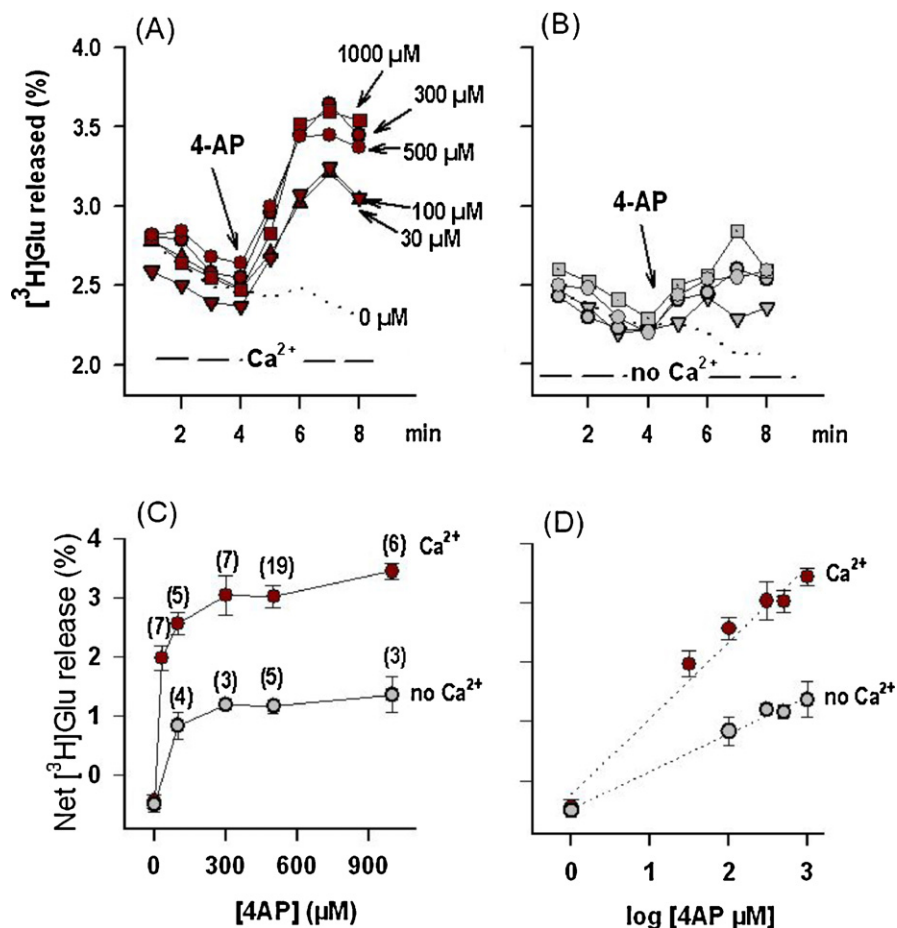 (A)
[³H]Glu released (%)
4.0
3.5
3.0
2.5
2.0
4-AP
1000 µM
300 µM
500 µM
100 µM
30 µM
0 µM
Ca²⁺
2 4 6 8 min
(B)
4-AP
no Ca²⁺
2 4 6 8 min
(C)
Net [³H]Glu release (%)
4
3
2
1
0
(7)
(5)
(7)
(19)
(6)
Ca²⁺
(4)
(3)
(5)
(3)
no Ca²⁺
0 300 600 900
[4AP] (µM)
(D)
Ca²⁺
no Ca²⁺
0 1 2 3
log [4AP µM]